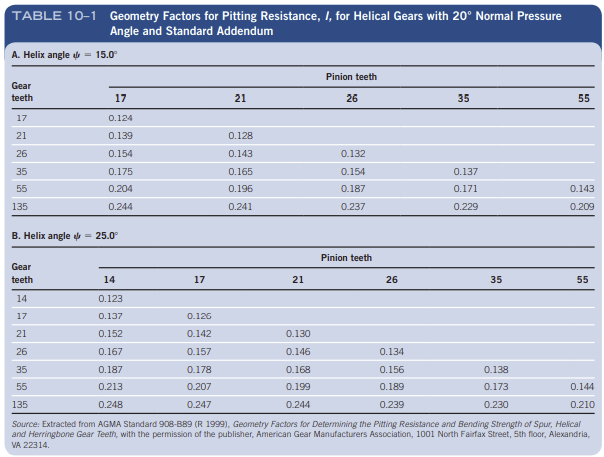 TABLE 10–1 Geometry Factors for Pitting Resistance, I, for Helical Gears with 20° Normal Pressure
Angle and Standard Addendum
A. Helix angle ψ = 15.0°
Pinion teeth
Gear
teeth 17 21 26 35 55
17 0.124
21 0.139 0.128
26 0.154 0.143 0.132
35 0.175 0.165 0.154 0.137
55 0.204 0.196 0.187 0.171 0.143
135 0.244 0.241 0.237 0.229 0.209
B. Helix angle ψ = 25.0°
Pinion teeth
Gear
teeth 14 17 21 26 35 55
14 0.123
17 0.137 0.126
21 0.152 0.142 0.130
26 0.167 0.157 0.146 0.134
35 0.187 0.178 0.168 0.156 0.138
55 0.213 0.207 0.199 0.189 0.173 0.144
135 0.248 0.247 0.244 0.239 0.230 0.210
Source: Extracted from AGMA Standard 908-B89 (R 1999), Geometry Factors for Determining the Pitting Resistance and Bending Strength of Spur, Helical
and Herringbone Gear Teeth, with the permission of the publisher, American Gear Manufacturers Association, 1001 North Fairfax Street, 5th floor, Alexandria,
VA 22314.